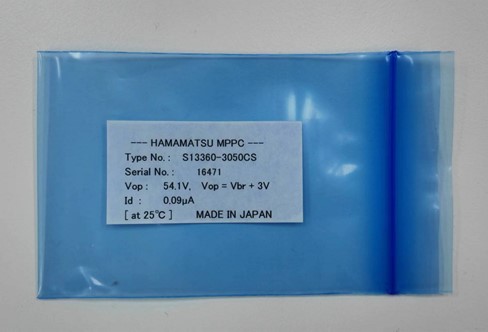 --- HAMAMATSU MPPC ---
Type No. : S13360-3050CS
Serial No. : 16471
Vop : 54.1V, Vop = Vbr + 3V
Id : 0.09μA
[ at 25℃ ] MADE IN JAPAN